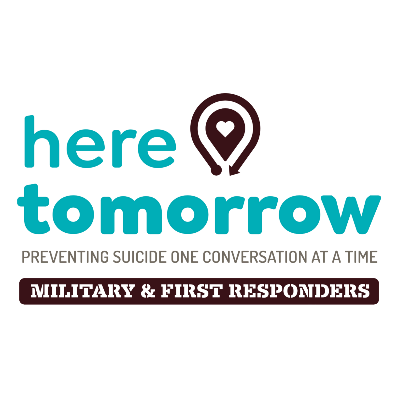 here
tomorrow
PREVENTING SUICIDE ONE CONVERSATION AT A TIME
MILITARY & FIRST RESPONDERS